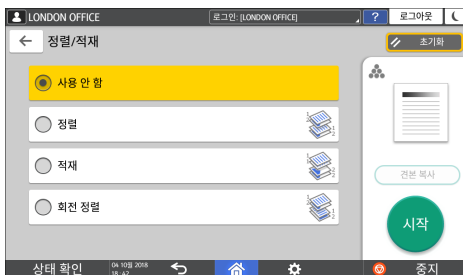 LONDON OFFICE
로그인: [LONDON OFFICE]
?
로그아웃
정렬/적재
초기화
사용 안 함
정렬
적재
회전 정렬
견본 복사
시작
상태 확인
04 10월 2018
18 : 42
중지